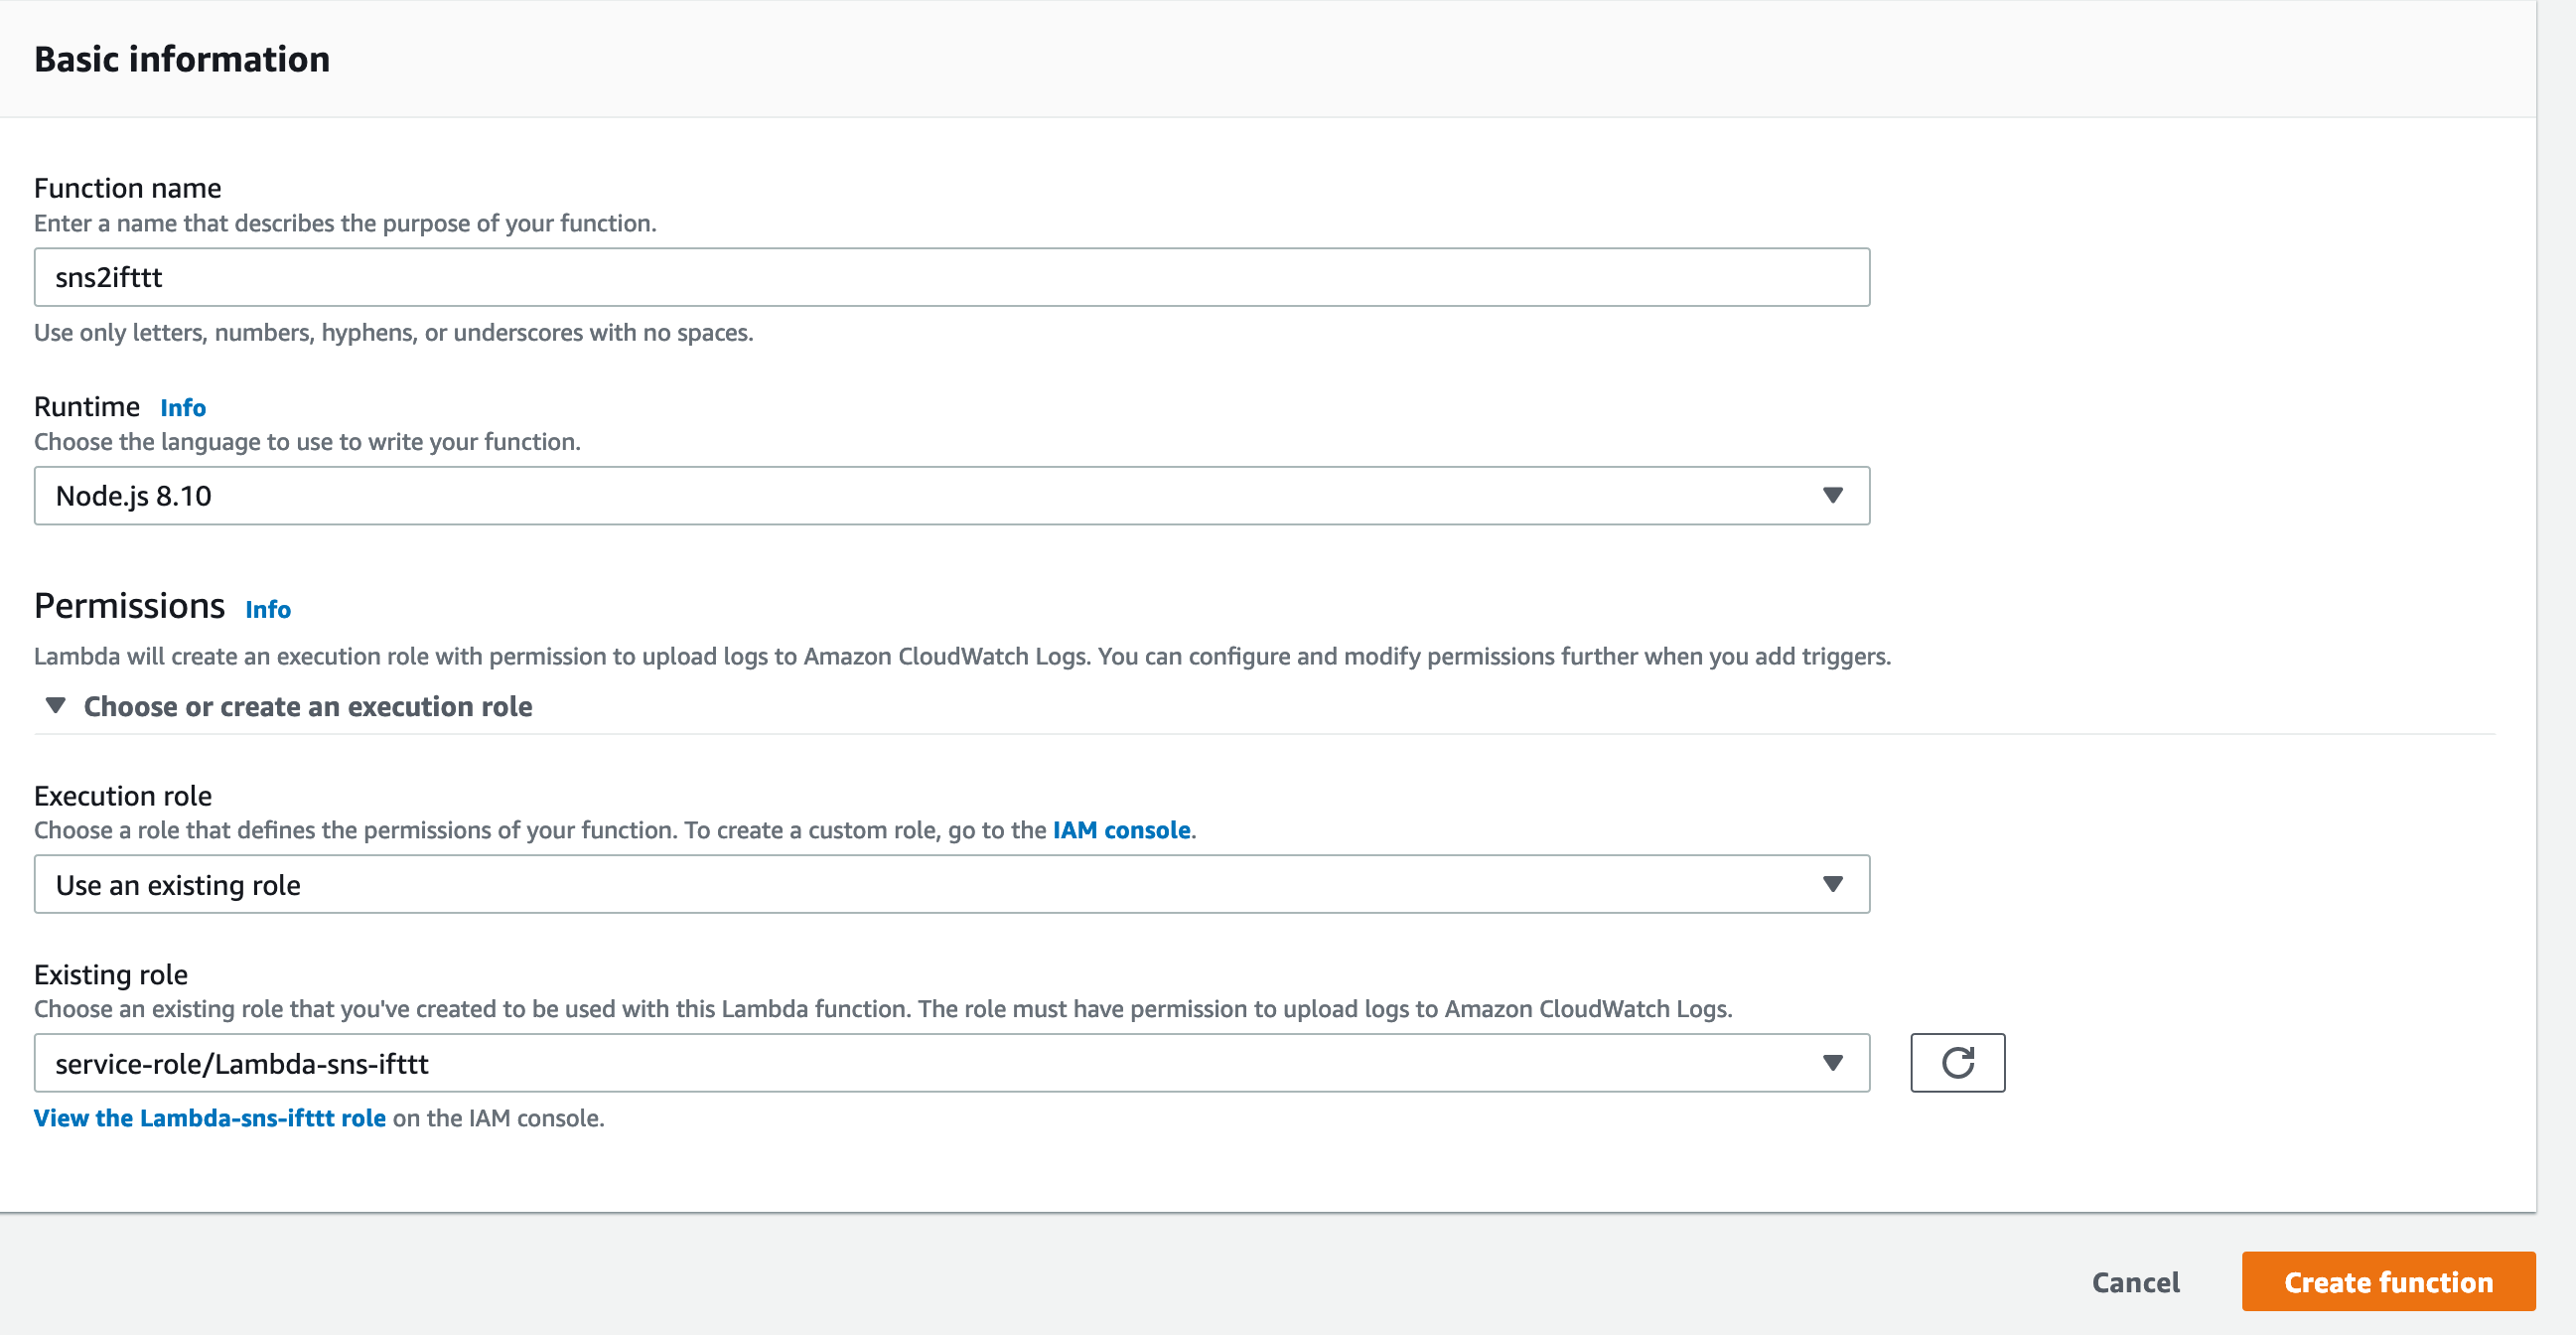 Basic information
Function name
Enter a name that describes the purpose of your function.
sns2ifttt
Use only letters, numbers, hyphens, or underscores with no spaces.
Runtime Info
Choose the language to use to write your function.
Node.js 8.10
Permissions Info
Lambda will create an execution role with permission to upload logs to Amazon CloudWatch Logs. You can configure and modify permissions further when you add triggers.
Choose or create an execution role
Execution role
Choose a role that defines the permissions of your function. To create a custom role, go to the IAM console.
Use an existing role
Existing role
Choose an existing role that you've created to be used with this Lambda function. The role must have permission to upload logs to Amazon CloudWatch Logs.
service-role/Lambda-sns-ifttt
View the Lambda-sns-ifttt role on the IAM console.
Cancel Create function